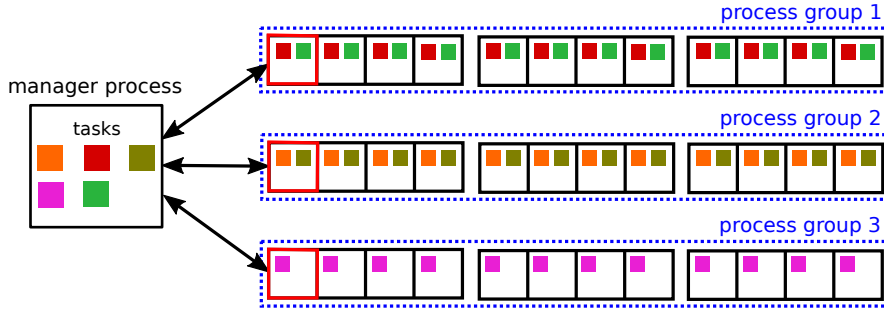 process group 1
manager process
tasks
process group 2
process group 3